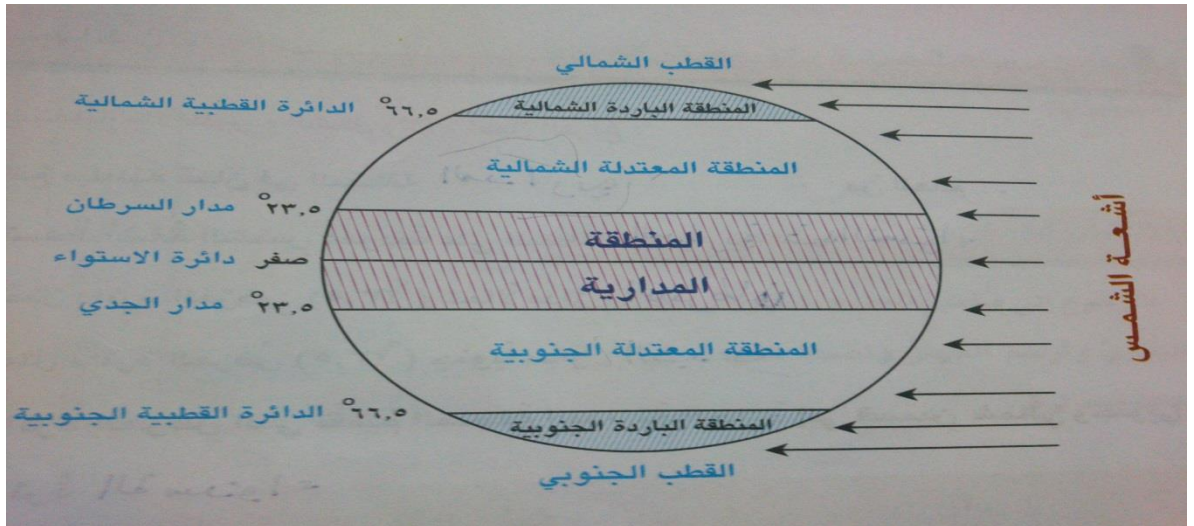 القطب الشمالي
المنطقة الباردة الشمالية
الدائرة القطبية الشمالية ٦٦,٥°
المنطقة المعتدلة الشمالية
مدار السرطان ٢٣,٥°
المنطقة
دائرة الاستواء صفر
المدارية
مدار الجدي ٢٣,٥°
المنطقة المعتدلة الجنوبية
الدائرة القطبية الجنوبية ٦٦,٥°
المنطقة الباردة الجنوبية
القطب الجنوبي
أشعة الشمس